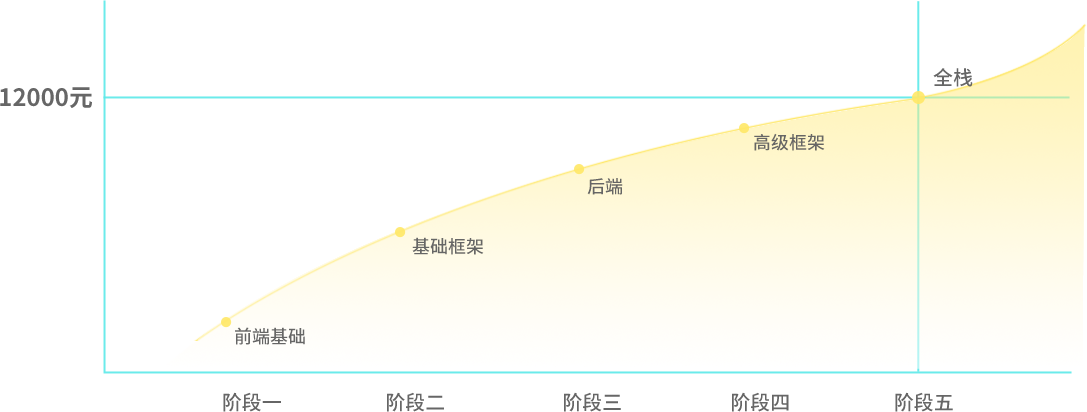 全栈
12000元
高级框架
后端
基础框架
前端基础
阶段一
阶段二
阶段三
阶段四
阶段五